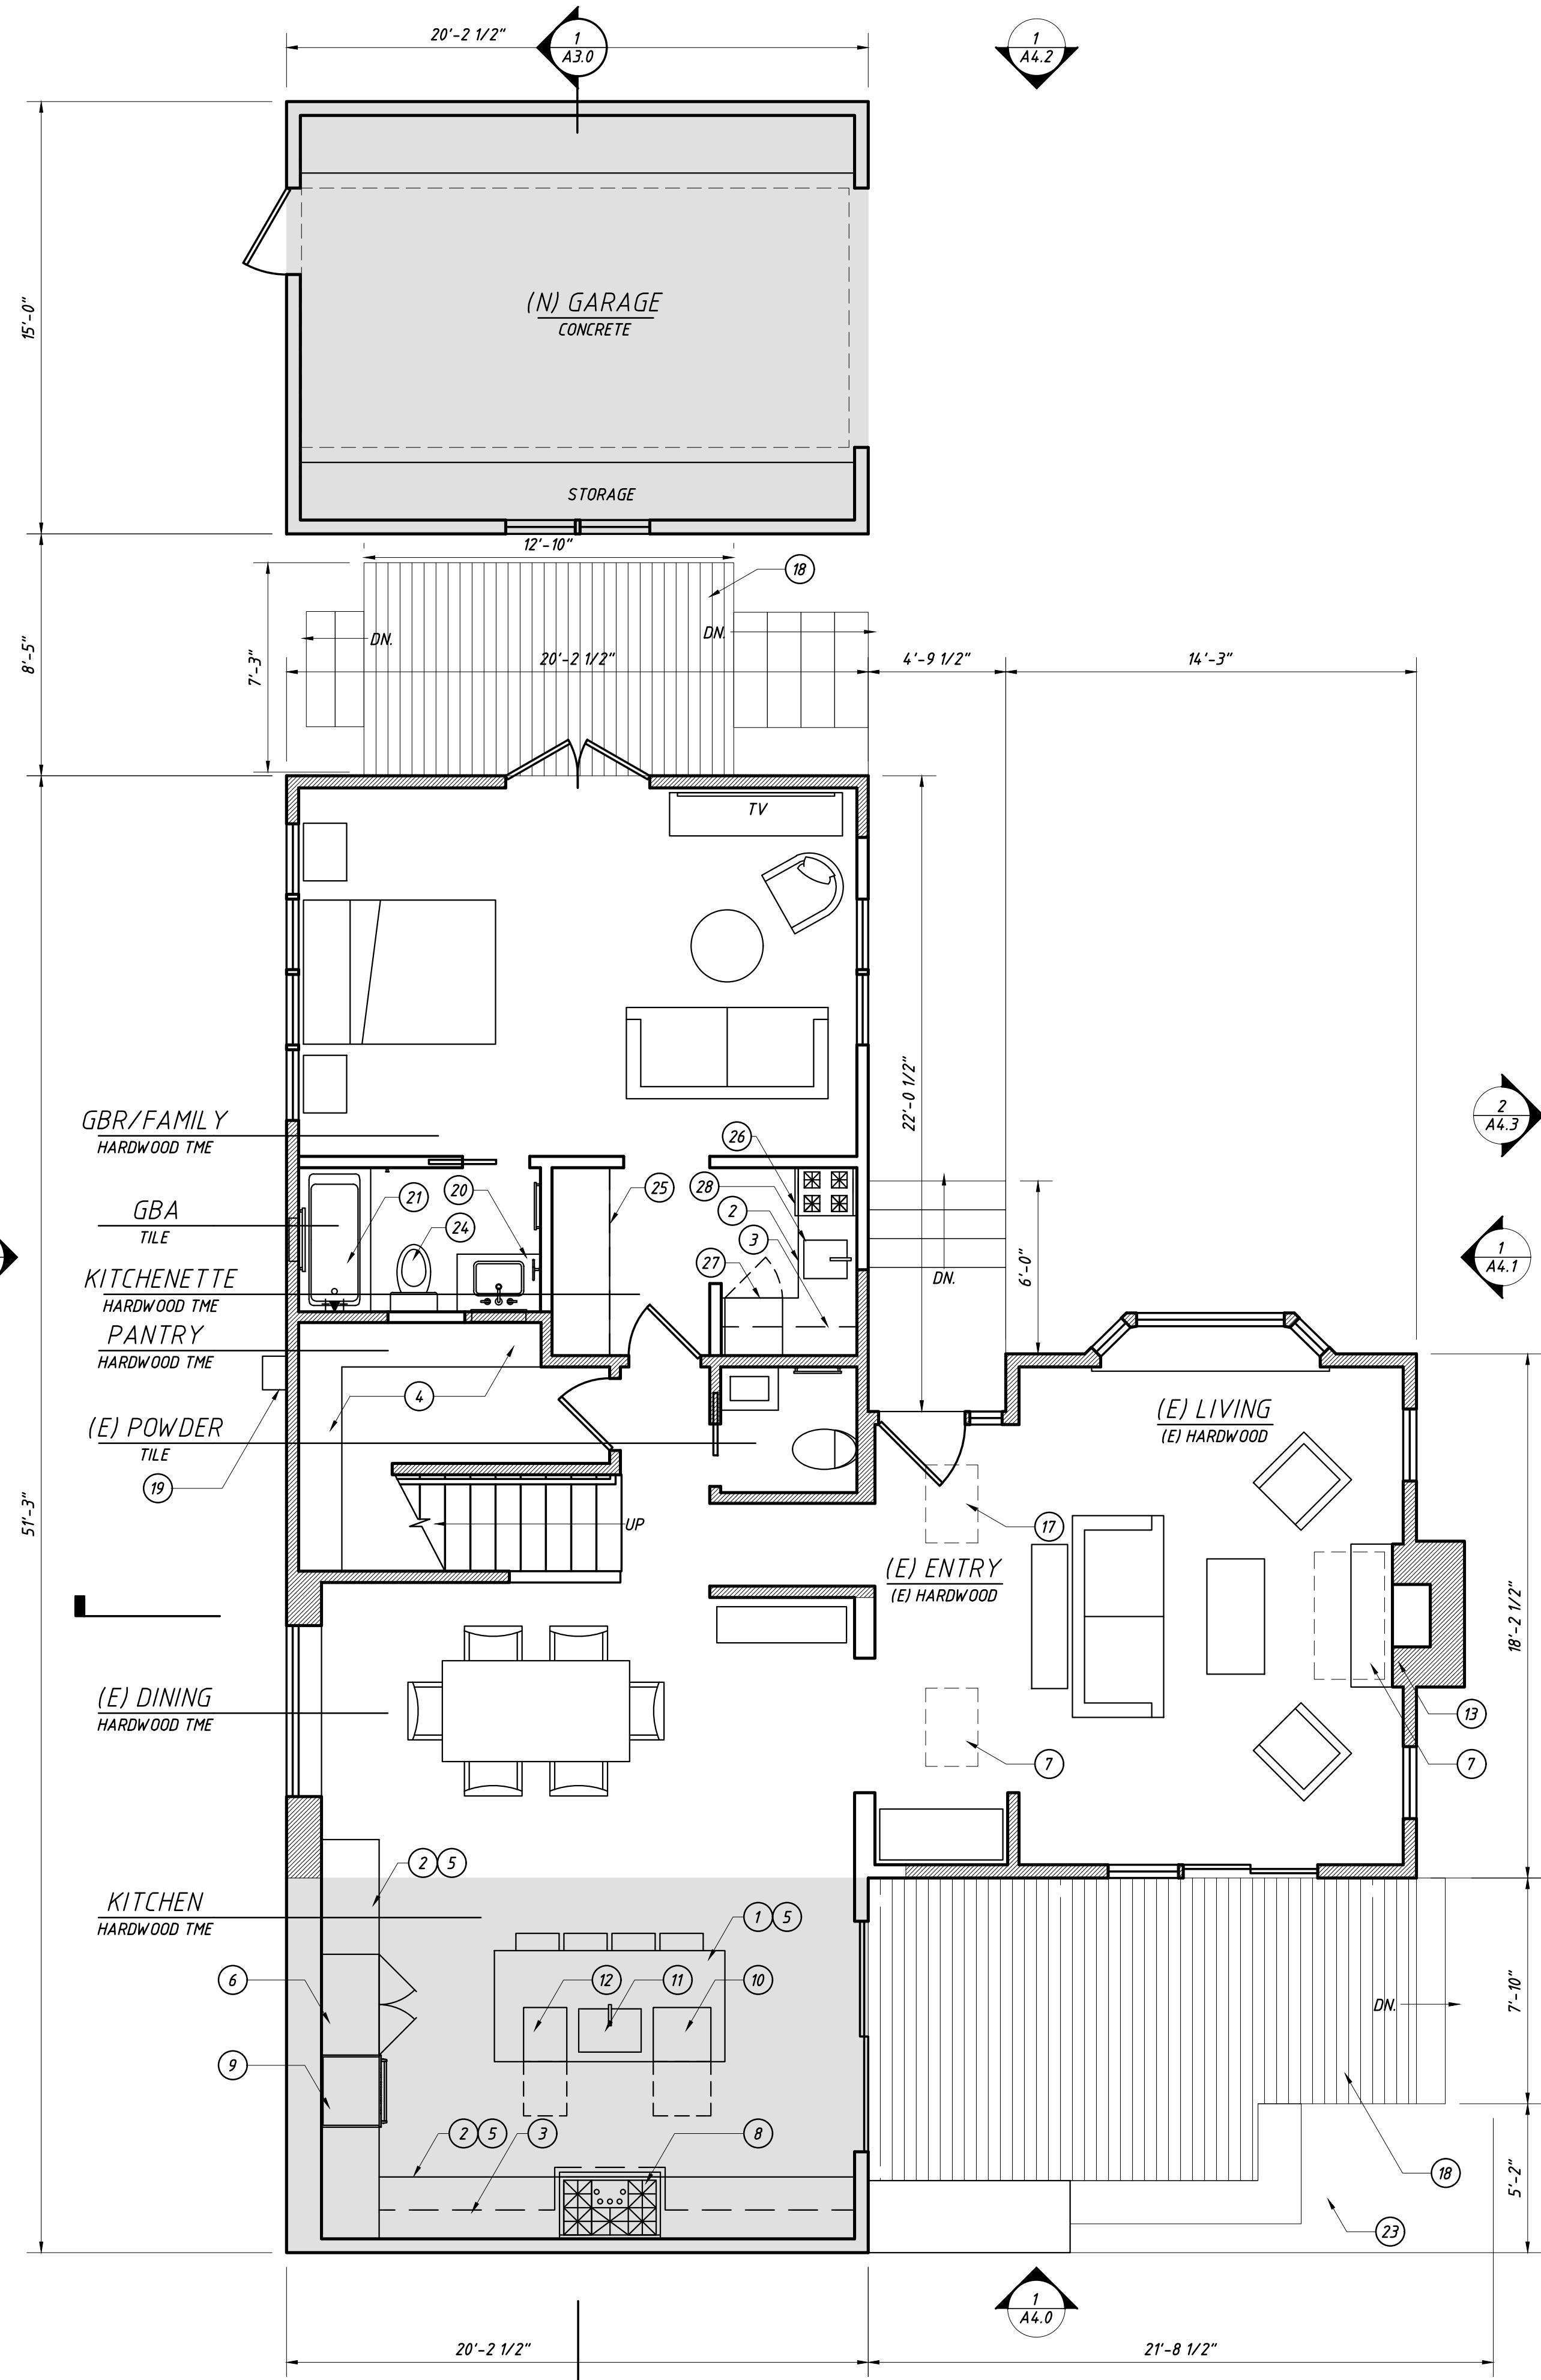 20'-2 1/2"
1
A3.0
1
A4.2
15'-0"
(N) GARAGE
CONCRETE
STORAGE
12'-10"
18
DN.
DN.
8'-5"
7'-3"
20'-2 1/2"
4'-9 1/2"
14'-3"
TV
22'-0 1/2"
2
A4.3
GBR/FAMILY
HARDWOOD TME
26
28
25
20
21
24
2
3
27
GBA
TILE
1
A4.1
6'-0"
DN.
KITCHENETTE
HARDWOOD TME
PANTRY
HARDWOOD TME
4
(E) POWDER
TILE
19
(E) LIVING
(E) HARDWOOD
51'-3"
UP
17
(E) ENTRY
(E) HARDWOOD
18'-2 1/2"
(E) DINING
HARDWOOD TME
13
7
7
2 5
KITCHEN
HARDWOOD TME
1 5
6
12
11
10
DN.
7'-10"
9
2 5
3
8
18
5'-2"
23
1
A4.0
20'-2 1/2"
21'-8 1/2"